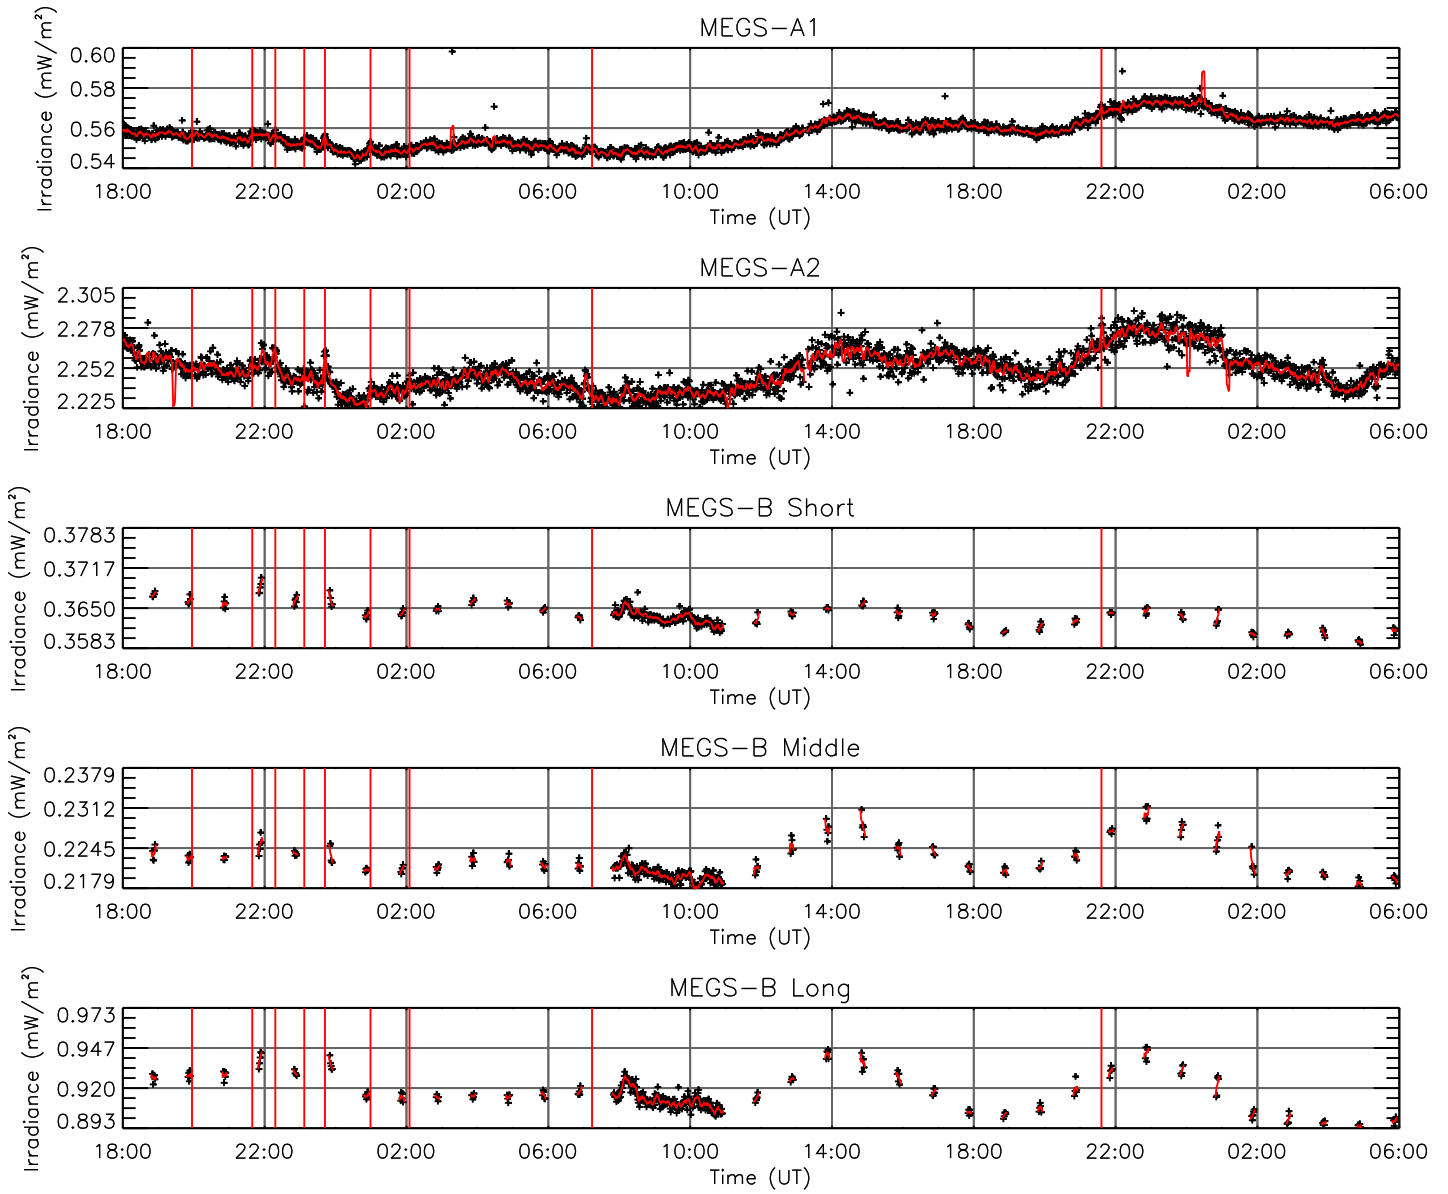 MEGS-A1
Irradiance (mW/m²)
0.60
0.58
0.56
0.54
18:00 22:00 02:00 06:00 10:00 14:00 18:00 22:00 02:00 06:00
Time (UT)
MEGS-A2
Irradiance (mW/m²)
2.305
2.278
2.252
2.225
18:00 22:00 02:00 06:00 10:00 14:00 18:00 22:00 02:00 06:00
Time (UT)
MEGS-B Short
Irradiance (mW/m²)
0.3783
0.3717
0.3650
0.3583
18:00 22:00 02:00 06:00 10:00 14:00 18:00 22:00 02:00 06:00
Time (UT)
MEGS-B Middle
Irradiance (mW/m²)
0.2379
0.2312
0.2245
0.2179
18:00 22:00 02:00 06:00 10:00 14:00 18:00 22:00 02:00 06:00
Time (UT)
MEGS-B Long
Irradiance (mW/m²)
0.973
0.947
0.920
0.893
18:00 22:00 02:00 06:00 10:00 14:00 18:00 22:00 02:00 06:00
Time (UT)